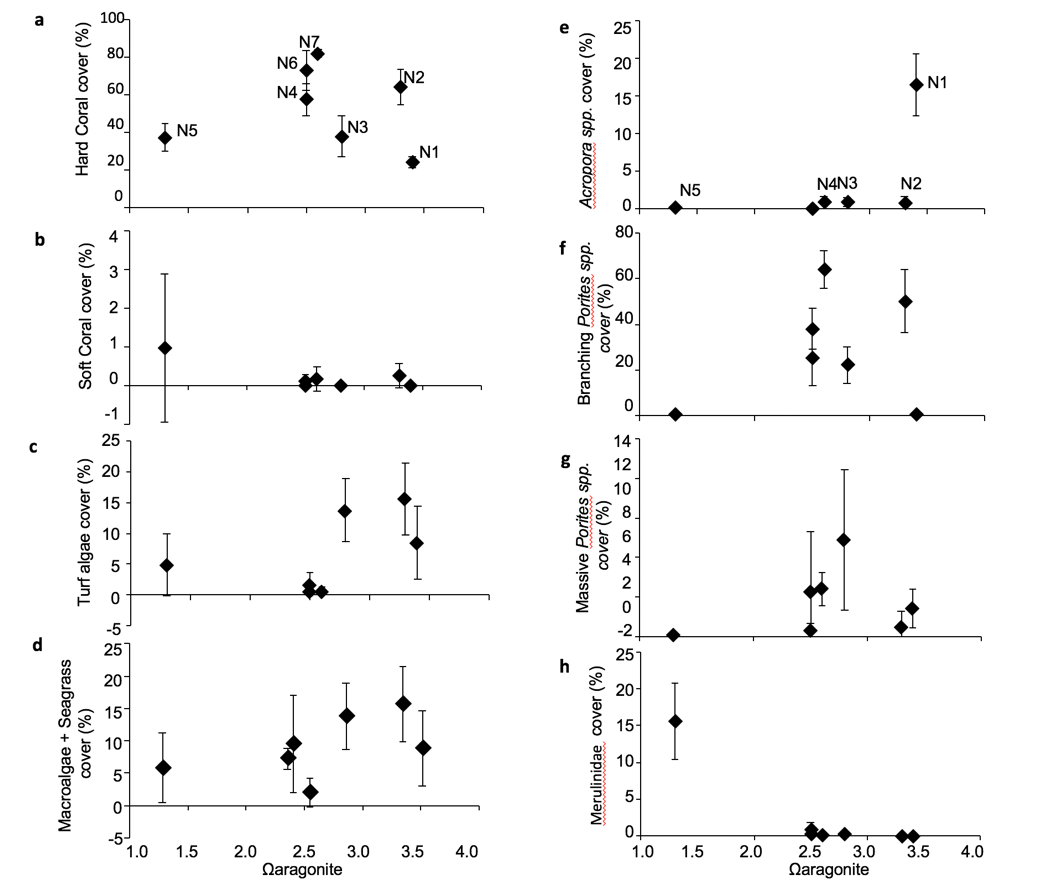 a
Hard Coral cover (%)
100
80
60
40
20
0
N7
N6
N4
N2
N5
N3
N1
b
Soft Coral cover (%)
4
3
2
1
0
-1
c
Turf algae cover (%)
25
20
15
10
5
0
-5
d
Macroalgae + Seagrass
cover (%)
25
20
15
10
5
0
-5
1.0 1.5 2.0 2.5 3.0 3.5 4.0
Ωaragonite
e
Acropora spp. cover (%)
25
20
15
10
5
0
N1
N5
N4N3
N2
f
Branching Porites spp.
cover (%)
80
60
40
20
0
g
Massive Porites spp.
cover (%)
14
12
10
8
6
4
2
0
-2
h
Merulinidae cover (%)
25
20
15
10
5
0
1.0 1.5 2.0 2.5 3.0 3.5 4.0
Ωaragonite